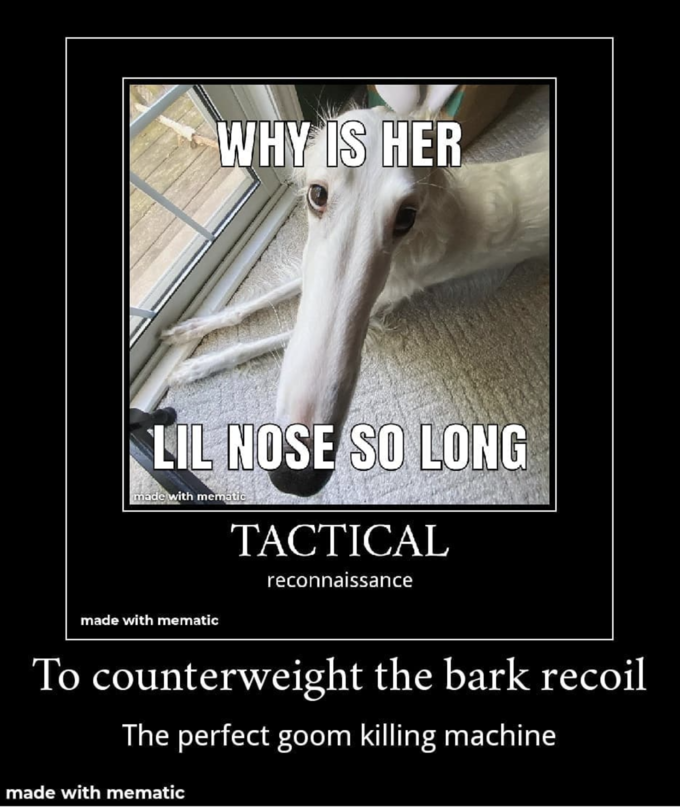 WHY IS HER
LIL NOSE SO LONG
made with mematic
TACTICAL
reconnaissance
made with mematic
To counterweight the bark recoil
The perfect goom killing machine
made with mematic